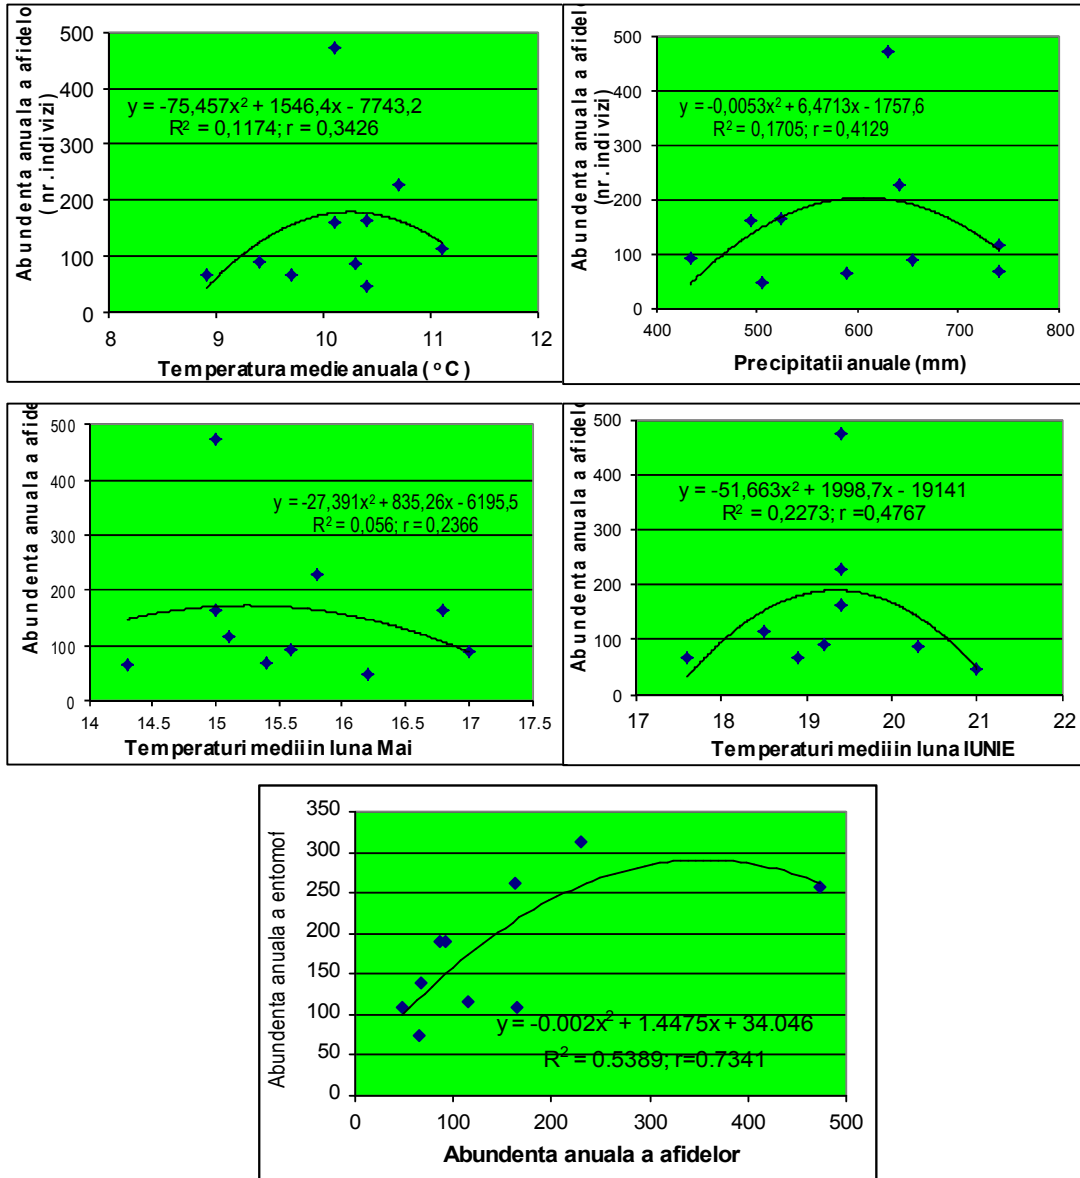 Abundenta anuala a afidelo
(nr.indivizi)
500
400
300
200
100
0
y = -75,457x² + 1546,4x - 7743,2
R² = 0,1174; r = 0,3426
8 9 10 11 12
Temperatura medie anuala ( °C )
Abundenta anuala a afidelo
(nr.indivizi)
500
400
300
200
100
0
y = -0,0053x² + 6,4713x - 1757,6
R² = 0,1705; r = 0,4129
400 500 600 700 800
Precipitatii anuale (mm)
Abundenta anuala a afide
500
400
300
200
100
0
y = -27,391x² + 835,26x - 6195,5
R² = 0,056; r = 0,2366
14 14.5 15 15.5 16 16.5 17 17.5
Temperaturi medii in luna Mai
Abundenta anuala a afidelo
500
400
300
200
100
0
y = -51,663x² + 1998,7x - 19141
R² = 0,2273; r =0,4767
17 18 19 20 21 22
Temperaturi medii in luna IUNIE
Abundenta anuala a entomof
350
300
250
200
150
100
50
0
y = -0.002x² + 1.4475x + 34.046
R² = 0.5389; r=0.7341
0 100 200 300 400 500
Abundenta anuala a afidelor